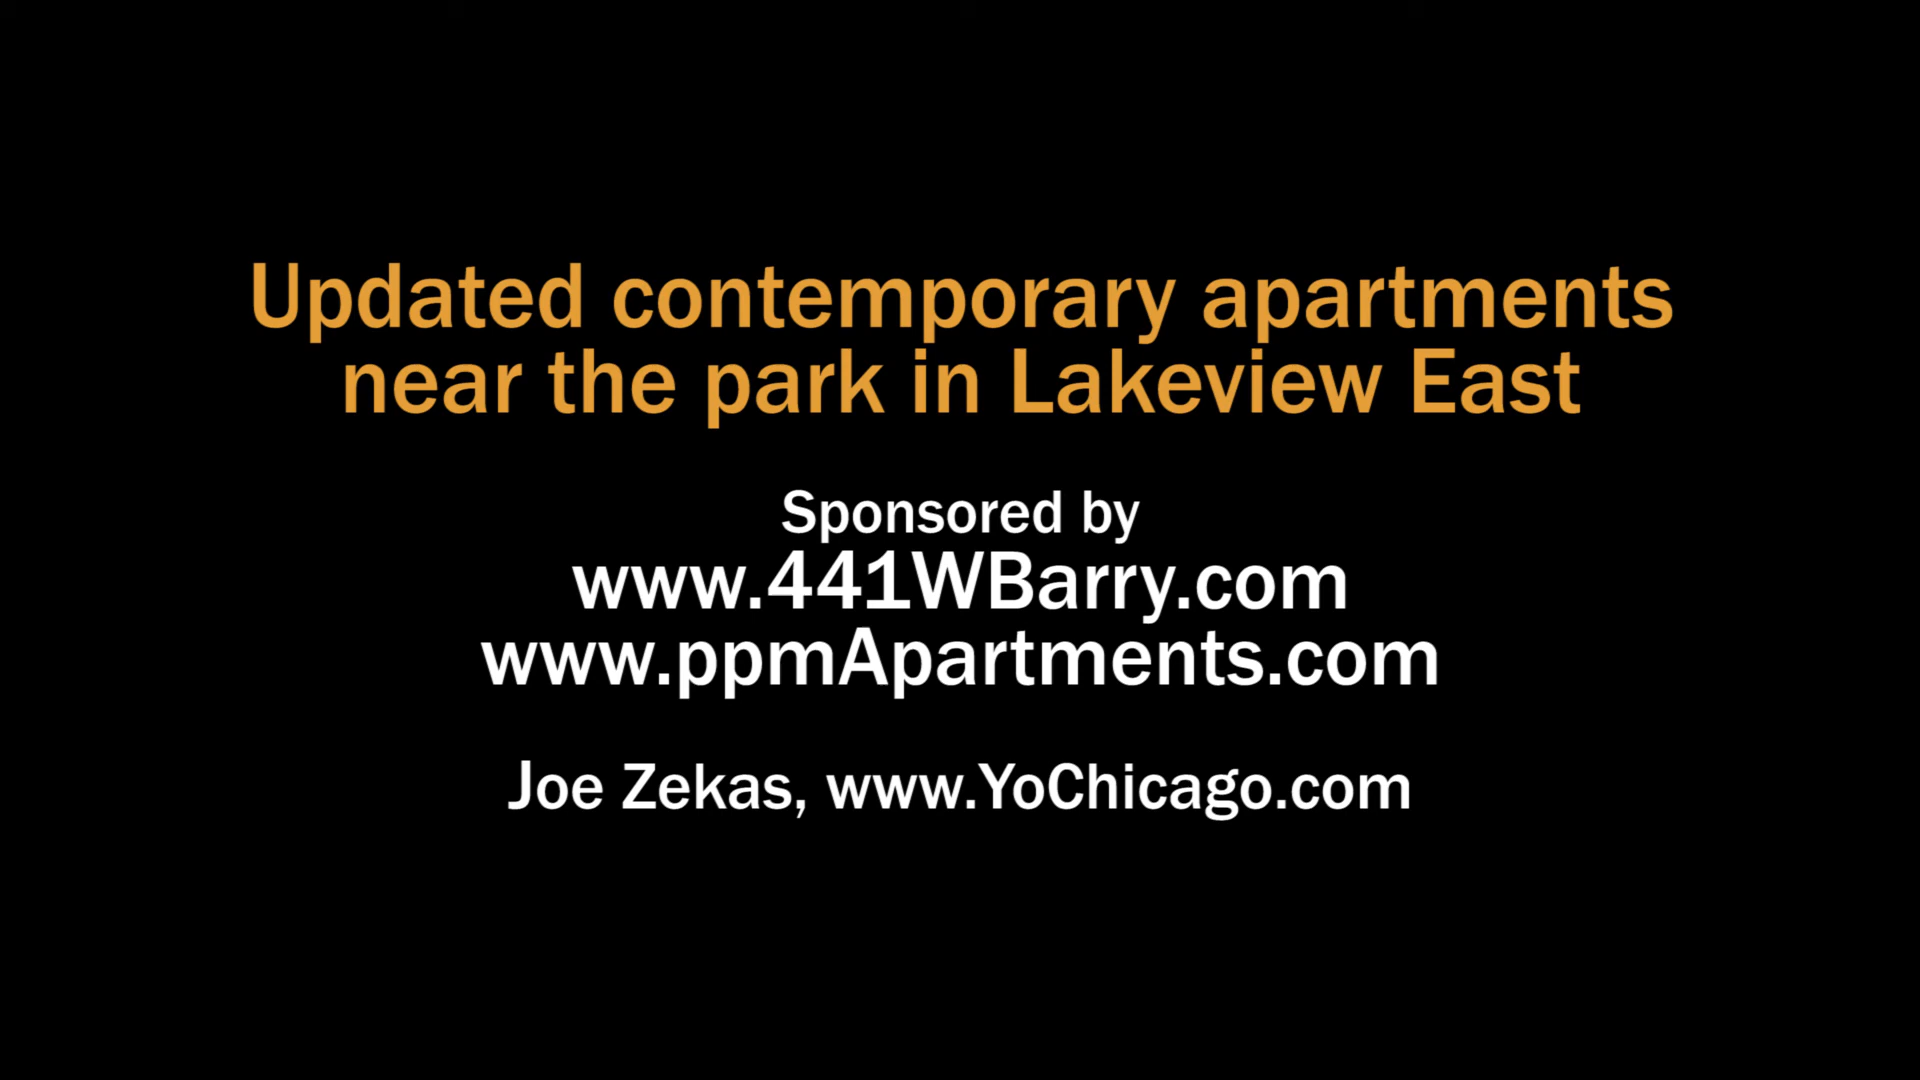 Updated contemporary apartments
near the park in Lakeview East
Sponsored by
www.441WBarry.com
www.ppmApartments.com
Joe Zekas, www.YoChicago.com